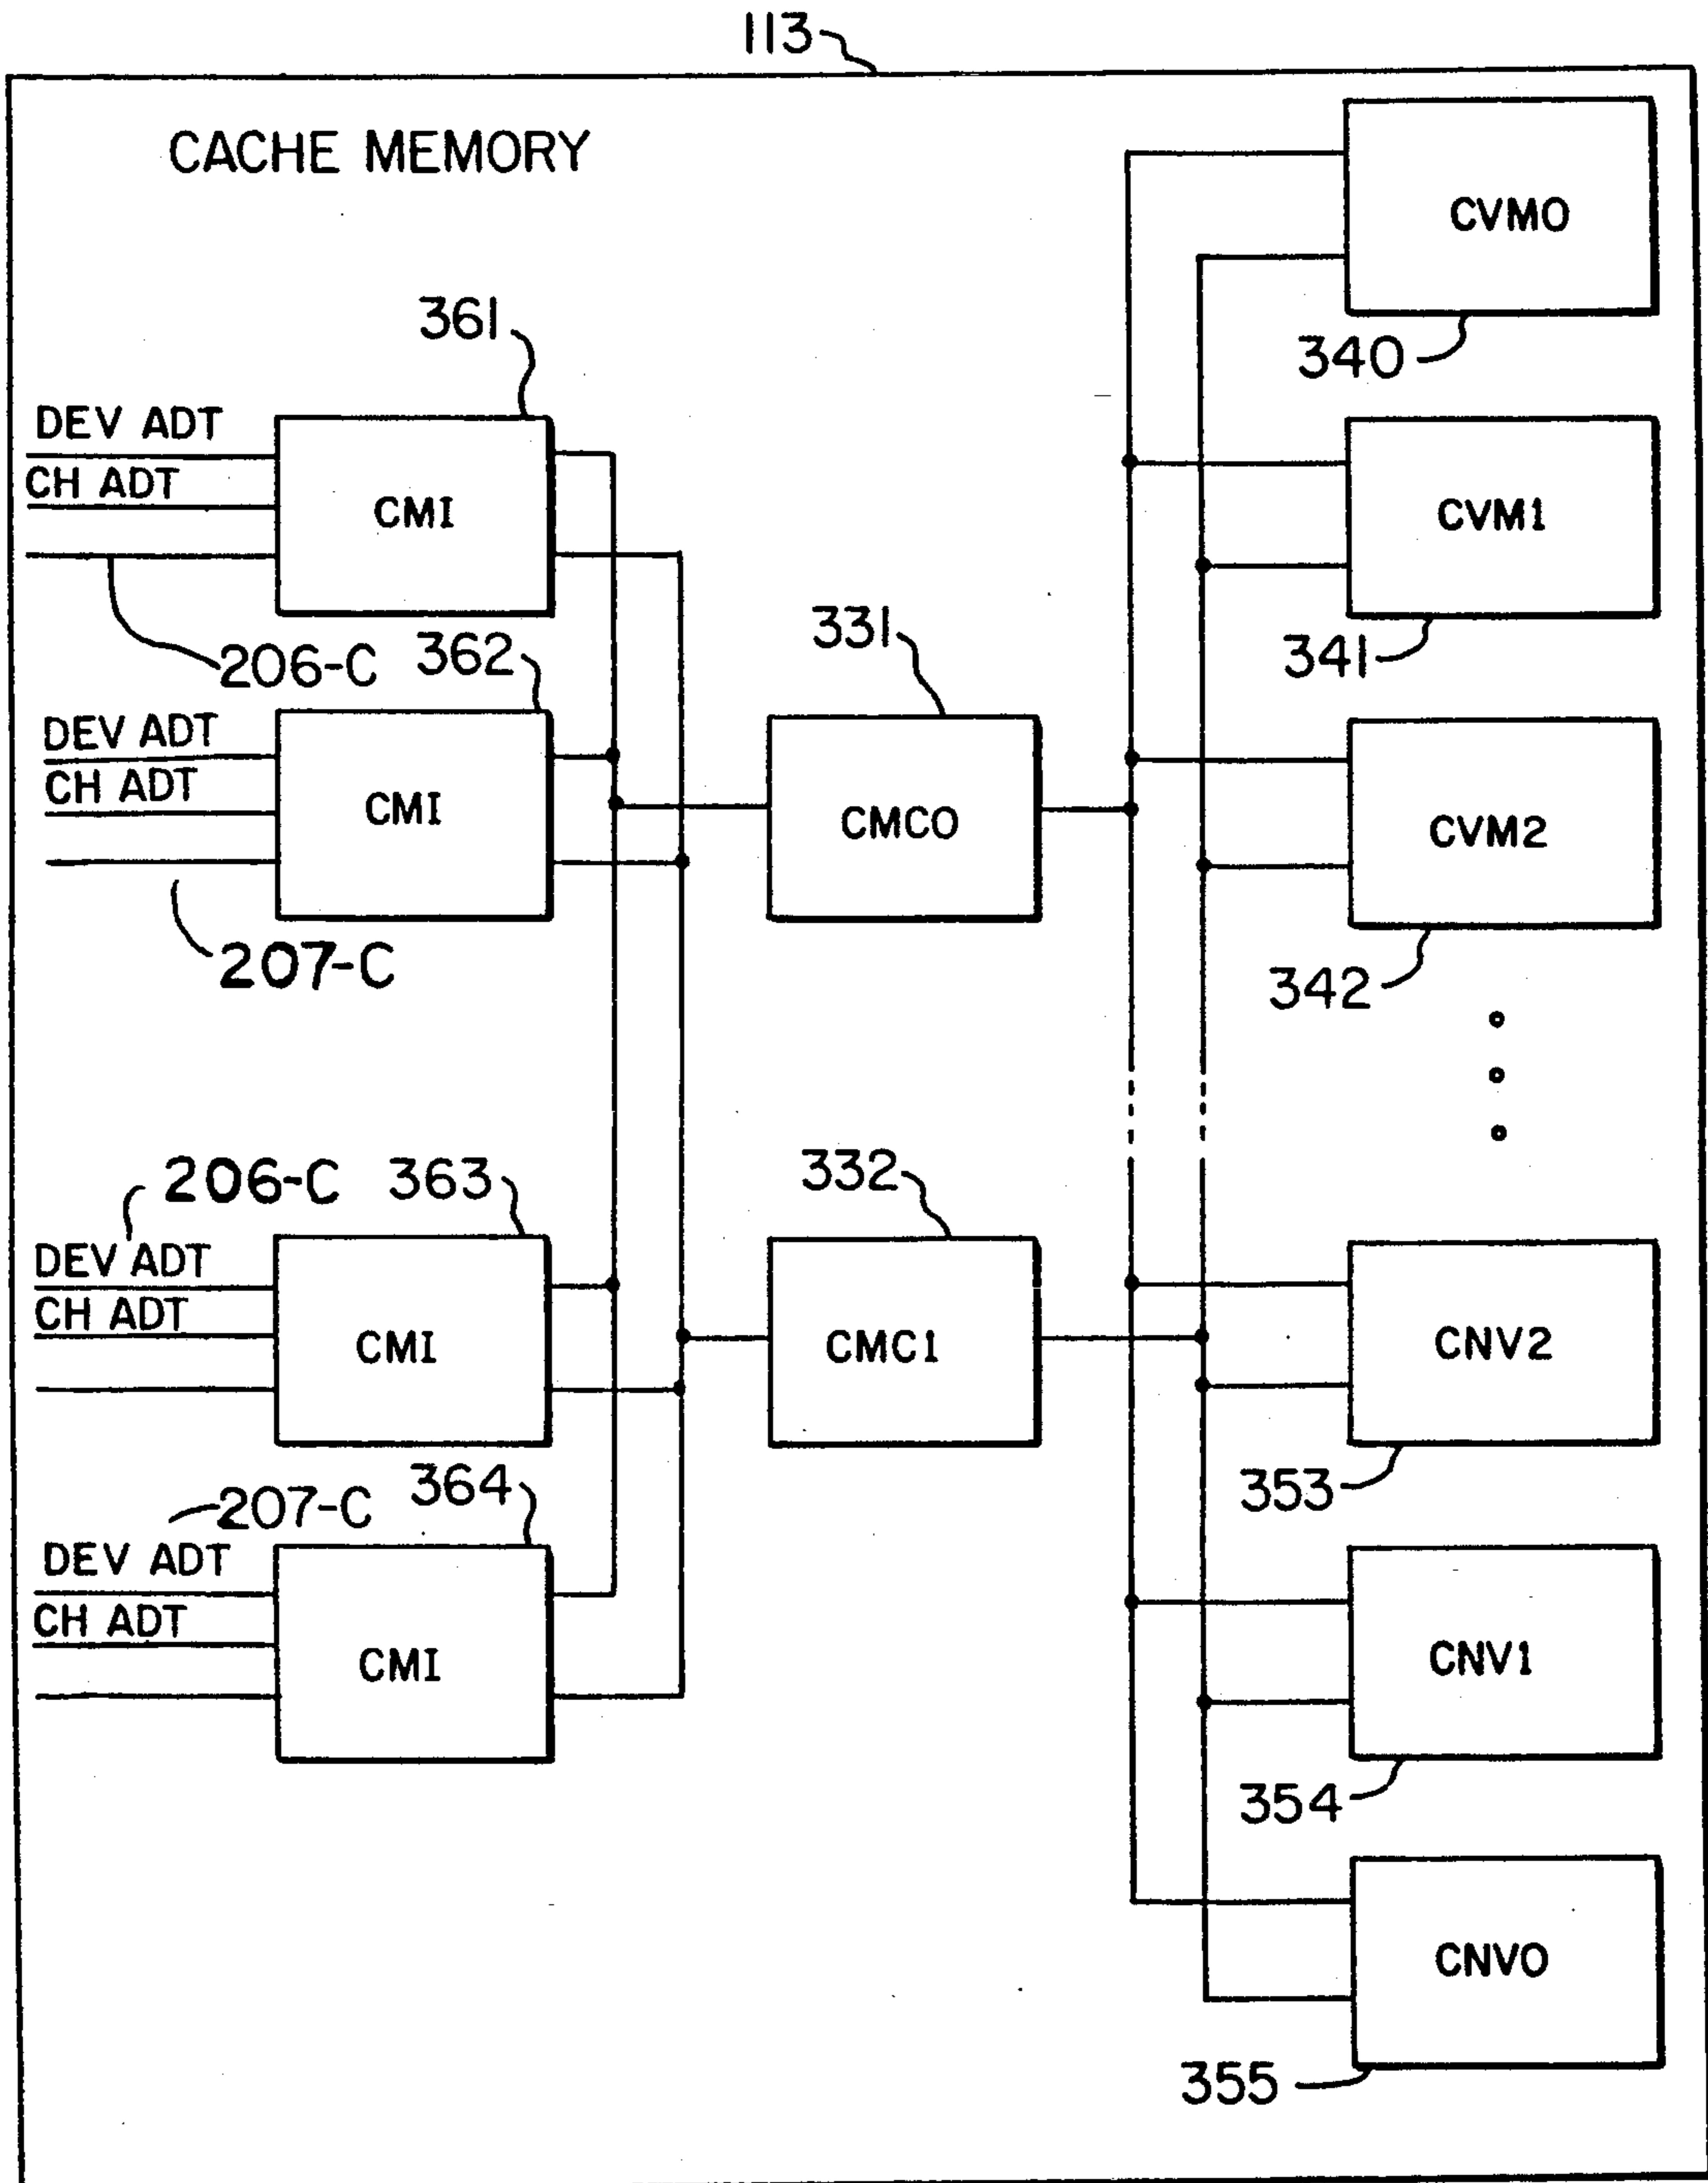 113
CACHE MEMORY
CVM0
340
361
DEV ADT
CH ADT
CMI
206-C
CVM1
341
362
DEV ADT
CH ADT
CMI
207-C
331
CMC0
CVM2
342
206-C
363
DEV ADT
CH ADT
CMI
332
CMC1
CNV2
353
207-C
364
DEV ADT
CH ADT
CMI
CNV1
354
CNV0
355